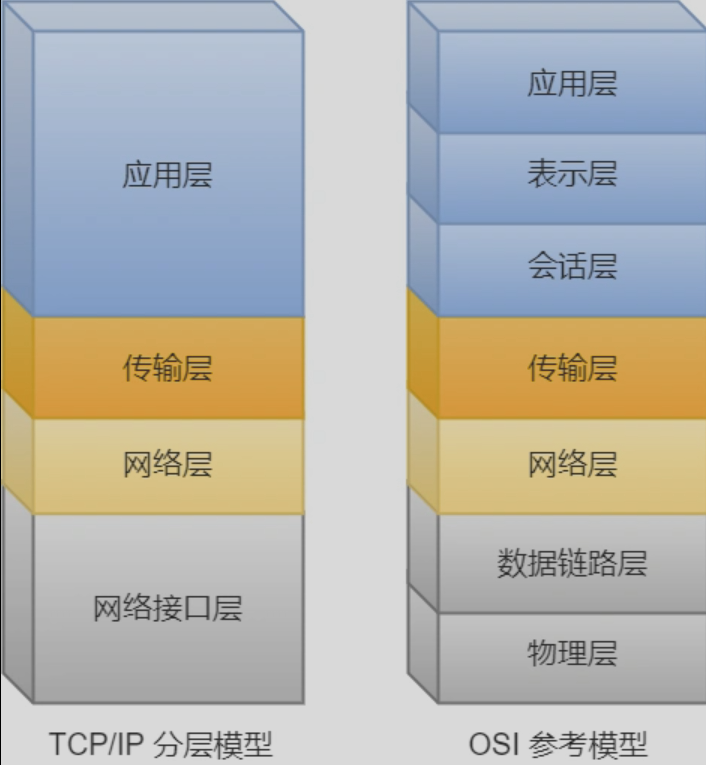 应用层
传输层
网络层
网络接口层
TCP/IP 分层模型
应用层
表示层
会话层
传输层
网络层
数据链路层
物理层
OSI 参考模型